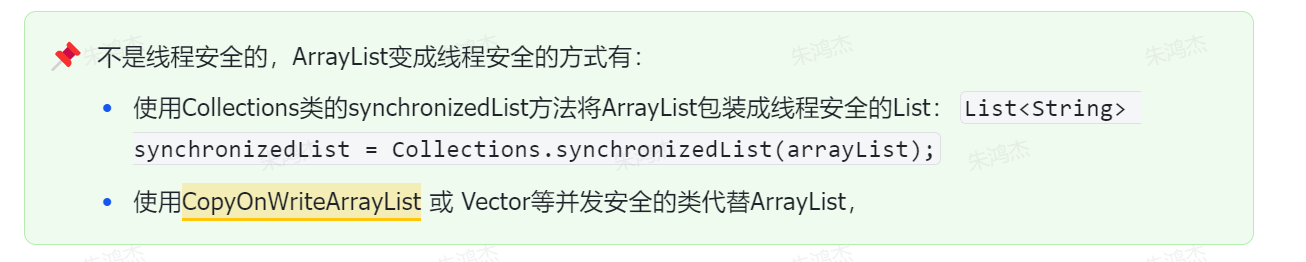 不是线程安全的，ArrayList变成线程安全的方式有：
使用Collections类的synchronizedList方法将ArrayList包装成线程安全的List： List<String>
synchronizedList = Collections.synchronizedList(arrayList);
使用CopyOnWriteArrayList 或 Vector等并发安全的类代替ArrayList，
朱鸿杰
朱鸿杰
朱鸿杰
朱鸿杰
朱鸿杰
朱鸿杰
朱鸿杰
朱鸿杰
朱鸿杰
朱鸿杰